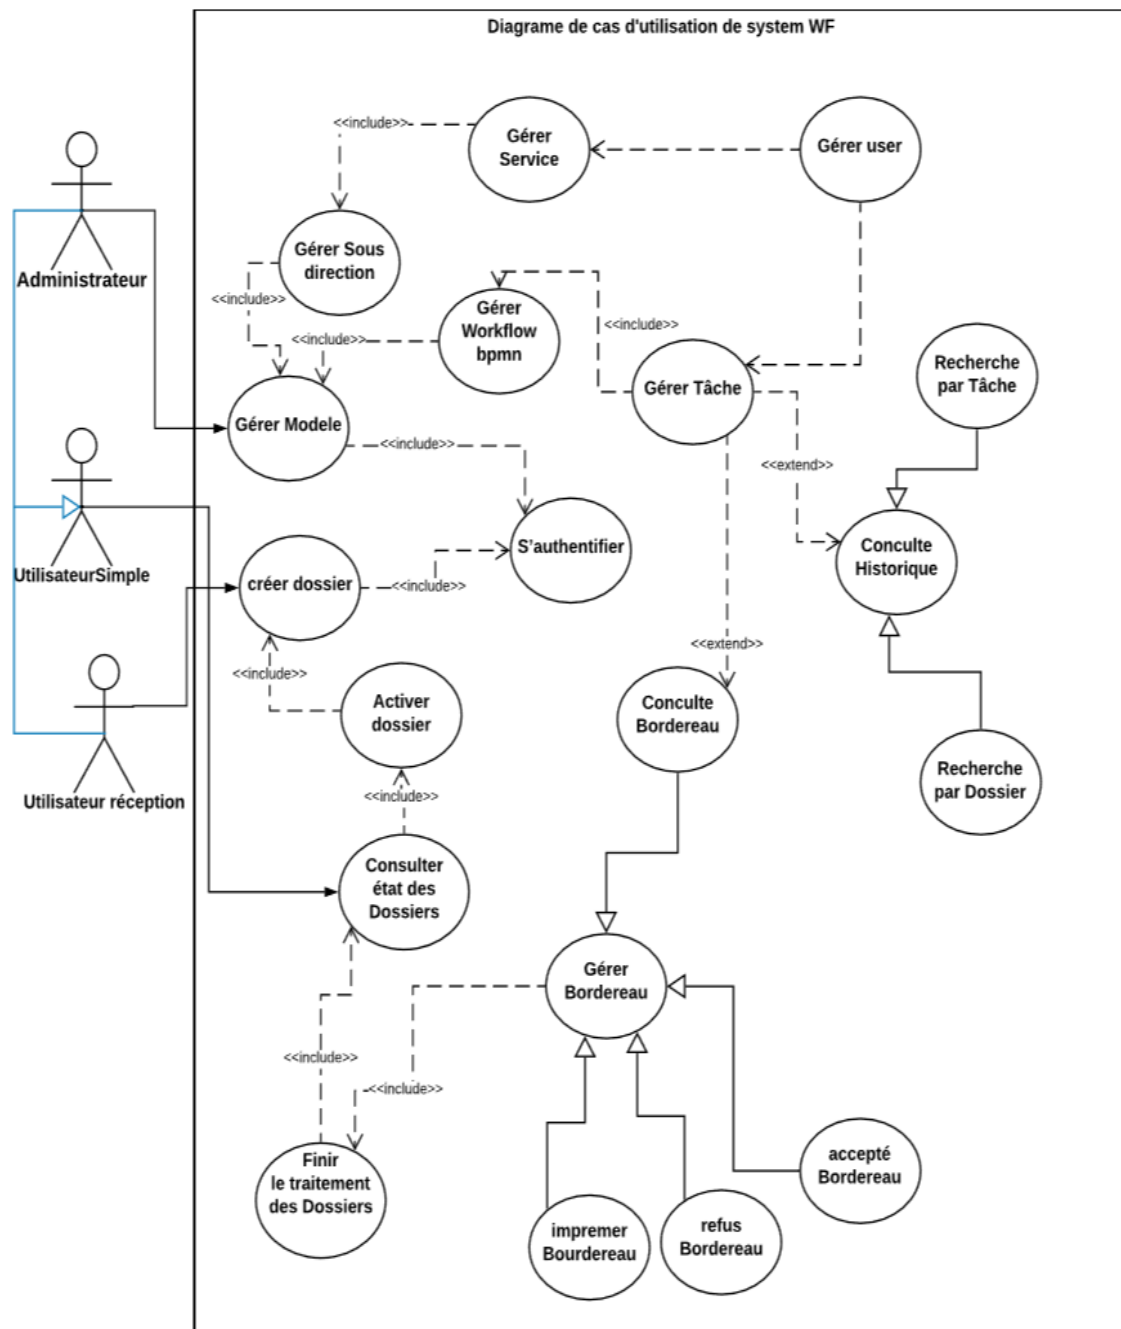 Diagrame de cas d'utilisation de system WF
<<include>>
Gérer
Service
Gérer user
Administrateur
Gérer Sous
direction
<<include>>
Gérer
Workflow
bpmn
<<include>>
<<include>>
Gérer Modele
Gérer Tâche
Recherche
par Tâche
<<include>>
<<extend>>
UtilisateurSimple
créer dossier
<<include>>
S'authentifier
Conculte
Historique
<<include>>
<<extend>>
Activer
dossier
Conculte
Bordereau
Utilisateur réception
<<include>>
Recherche
par Dossier
Consulter
état des
Dossiers
Gérer
Bordereau
<<include>>
<<include>>
Finir
le traitement
des Dossiers
accepté
Bordereau
impremer
Bourdereau
refus
Bordereau